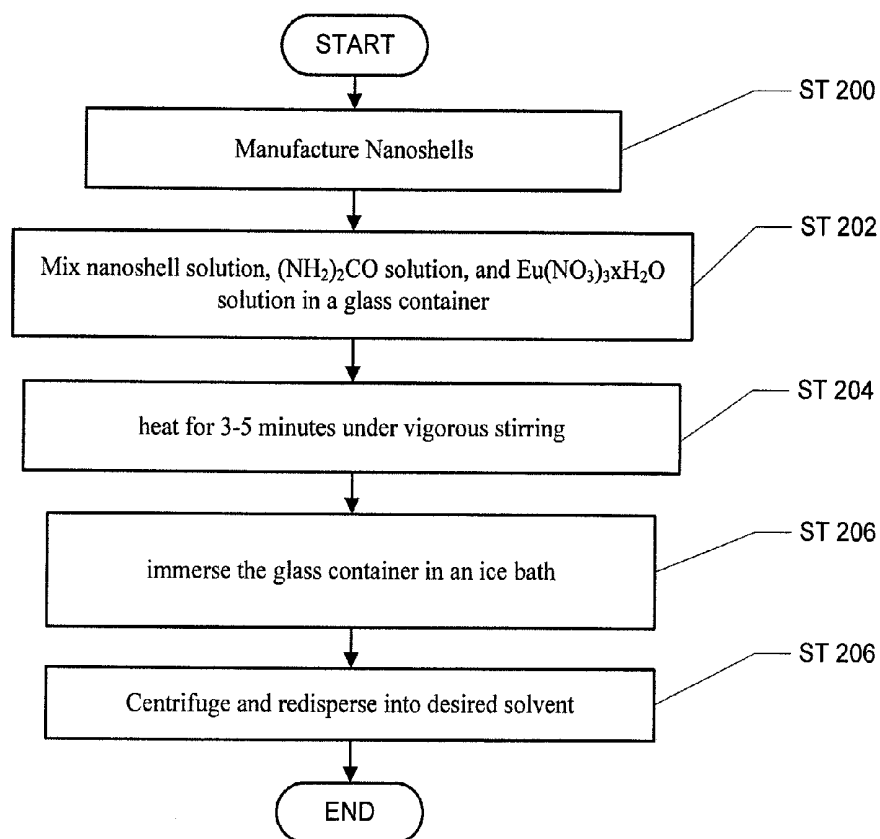 START
ST 200
Manufacture Nanoshells
ST 202
Mix nanoshell solution, (NH₂)₂CO solution, and Eu(NO₃)₃xH₂O
solution in a glass container
ST 204
heat for 3-5 minutes under vigorous stirring
ST 206
immerse the glass container in an ice bath
ST 206
Centrifuge and redisperse into desired solvent
END